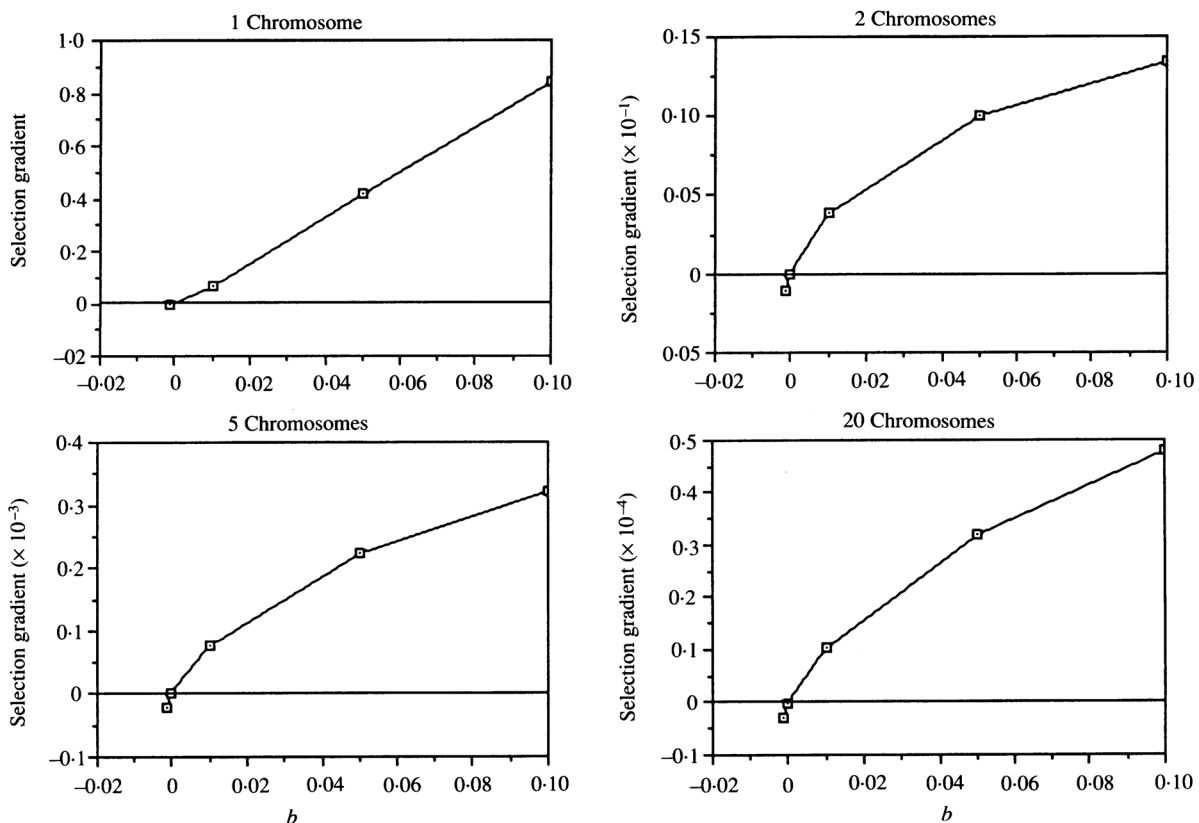 1 Chromosome
Selection gradient
1·0
0·8
0·6
0·4
0·2
0
–02
–0·02 0 0·02 0·04 0·06 0·08 0·10
2 Chromosomes
Selection gradient (× 10⁻¹)
0·15
0·10
0·05
0
0·05
–0·02 0 0·02 0·04 0·06 0·08 0·10
5 Chromosomes
Selection gradient (× 10⁻³)
0·4
0·3
0·2
0·1
0
–0·1
–0·02 0 0·02 0·04 0·06 0·08 0·10
b
20 Chromosomes
Selection gradient (× 10⁻⁴)
0·5
0·4
0·3
0·2
0·1
0
–0·1
–0·02 0 0·02 0·04 0·06 0·08 0·10
b